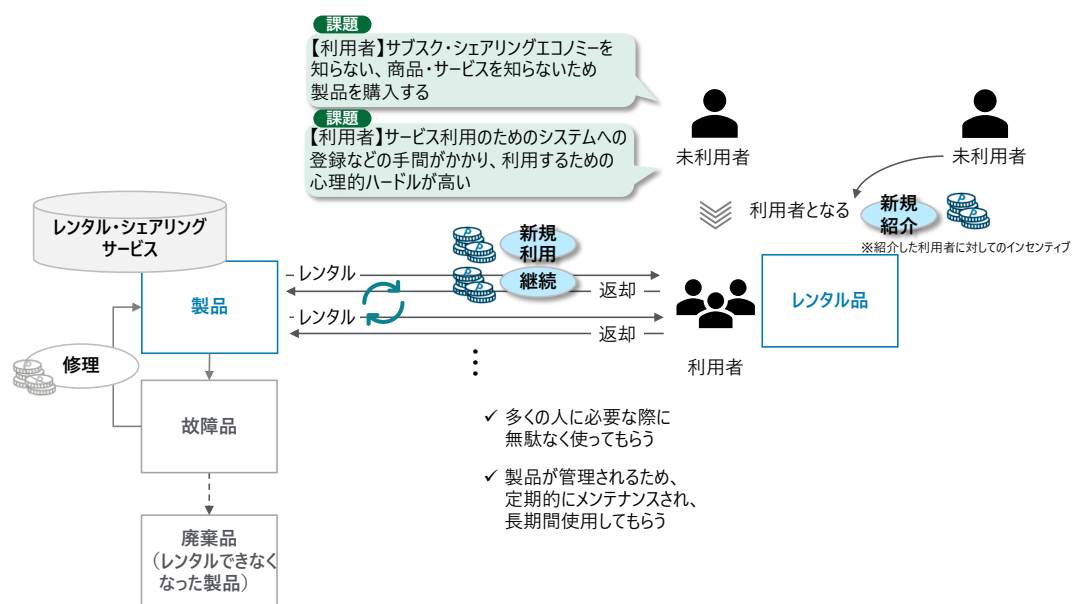 課題
【利用者】サブスク・シェアリングエコノミーを
知らない、商品・サービスを知らないため
製品を購入する
課題
【利用者】サービス利用のためのシステムへの
登録などの手間がかかり、利用するための
心理的ハードルが高い
未利用者
未利用者
利用者となる
新規
紹介
※紹介した利用者に対してのインセンティブ
レンタル・シェアリング
サービス
新規
利用
継続
レンタル
返却
レンタル
返却
製品
レンタル品
利用者
修理
故障品
廃棄品
（レンタルできなく
なった製品）
✓ 多くの人に必要な際に
無駄なく使ってもらう
✓ 製品が管理されるため、
定期的にメンテナンスされ、
長期間使用してもらう